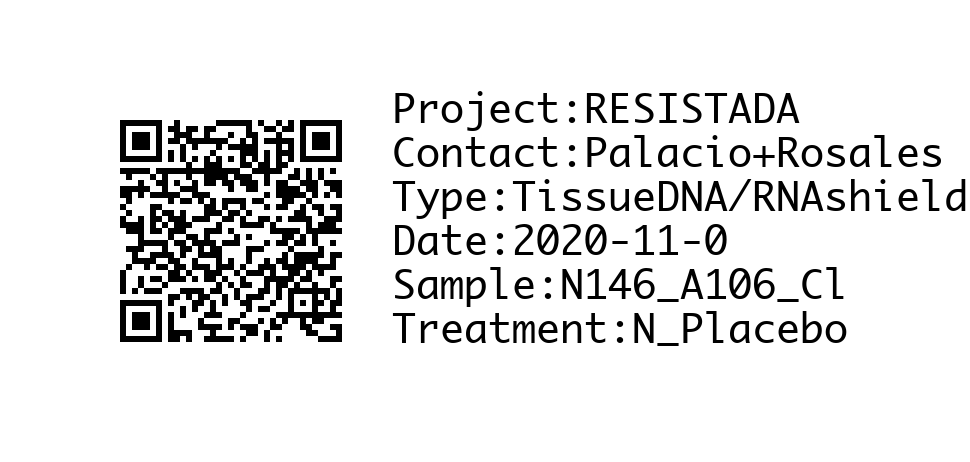 Project:RESISTADA
Contact:Palacio+Rosales
Type:TissueDNA/RNAshield
Date:2020-11-0
Sample:N146_A106_Cl
Treatment:N_Placebo